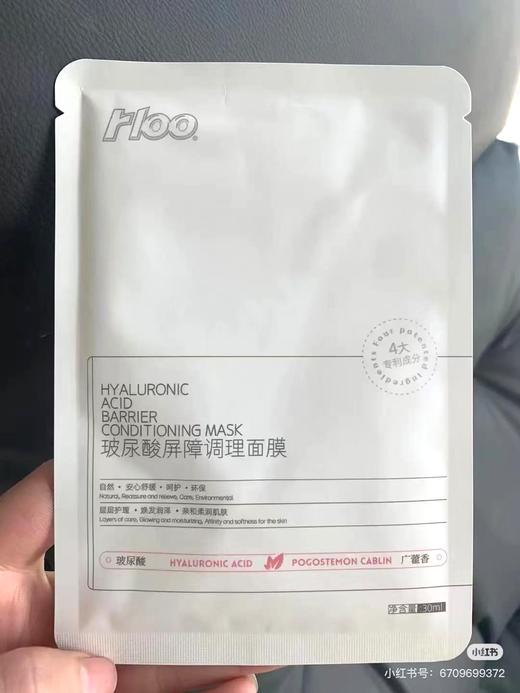 rloo®
Four patented ingredients
4大
专利成分
HYALURONIC
ACID
BARRIER
CONDITIONING MASK
玻尿酸屏障调理面膜
自然·安心舒缓·呵护·环保
Natural, Reassure and relieve, Care, Environmental
层层护理·焕发润泽·亲和柔润肌肤
Layers of care, Glowing and moisturizing, Affinity and softness for the skin
玻尿酸 HYALURONIC ACID POGOSTEMON CABLIN 广藿香
净含量:30ml
小红书
小红书号：6709699372